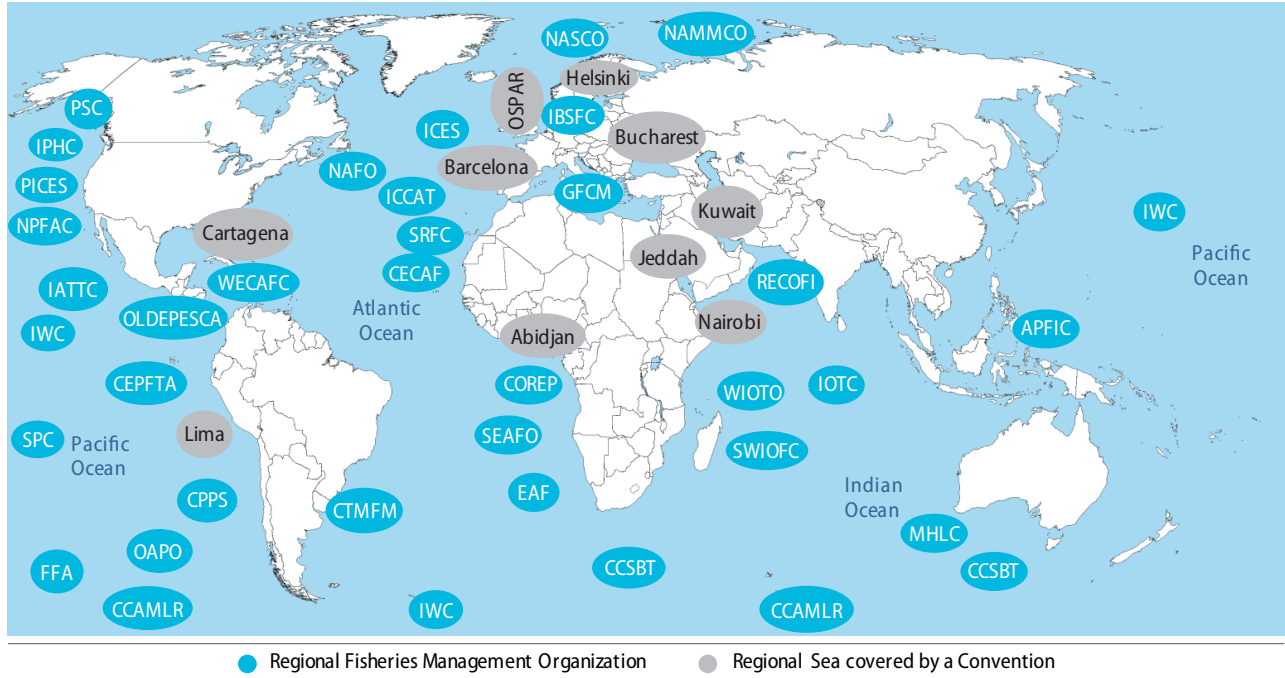 NASCO
NAMMCO
Helsinki
OSPAR
PSC
IBSFC
ICES
Bucharest
IPHC
Barcelona
NAFO
PICES
GFCM
ICCAT
Kuwait
IWC
NPFAC
Cartagena
SRFC
Jeddah
Pacific
Ocean
CECAF
WECAFC
RECOFI
IATTC
Atlantic
Ocean
OLDEPESCA
Nairobi
APFIC
IWC
Abidjan
CEPFTA
COREP
WIOTO
IOTC
Lima
SPC
Pacific
Ocean
SEAFO
SWIOFC
EAF
Indian
Ocean
CPPS
CTMFM
MHLC
OAPO
FFA
CCSBT
CCSBT
CCAMLR
IWC
CCAMLR
Regional Fisheries Management Organization
Regional Sea covered by a Convention